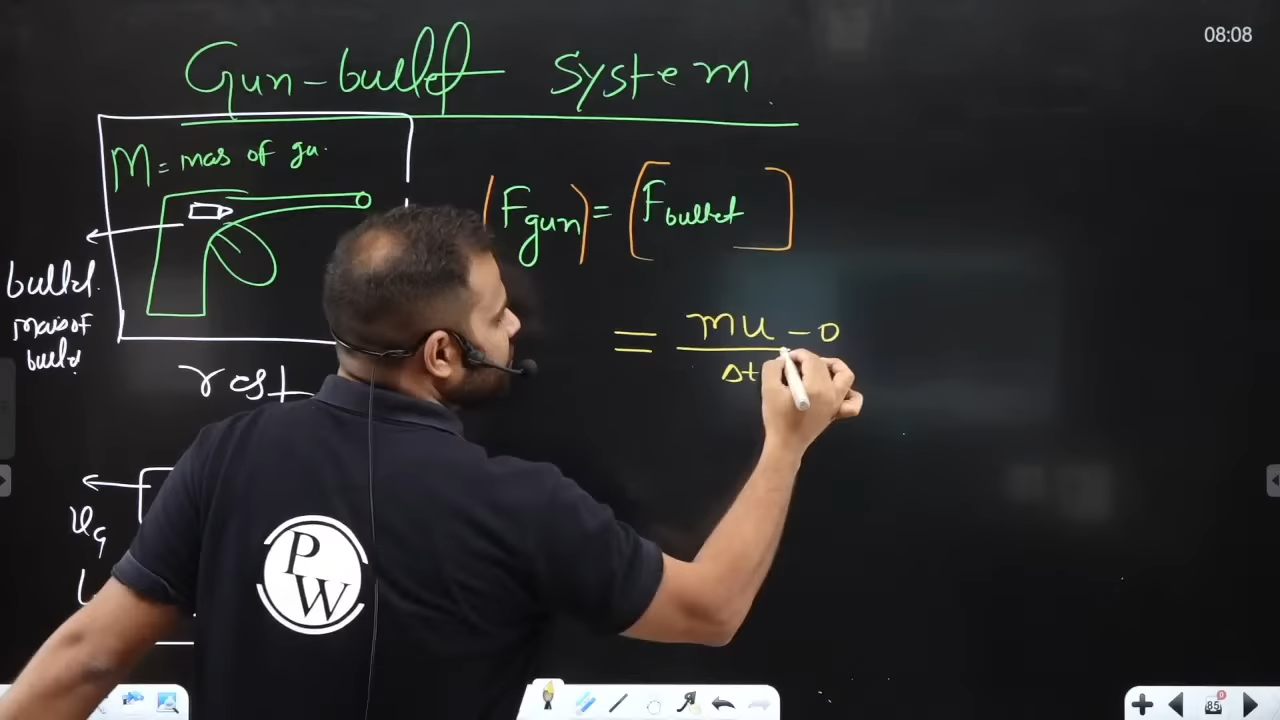 08:08
Gun-bullet System
M = mas of gu.
(Fgun) = [Fbullet]
bullet.
mass of
bullet
= mu - 0
Δt
rest
PW
85